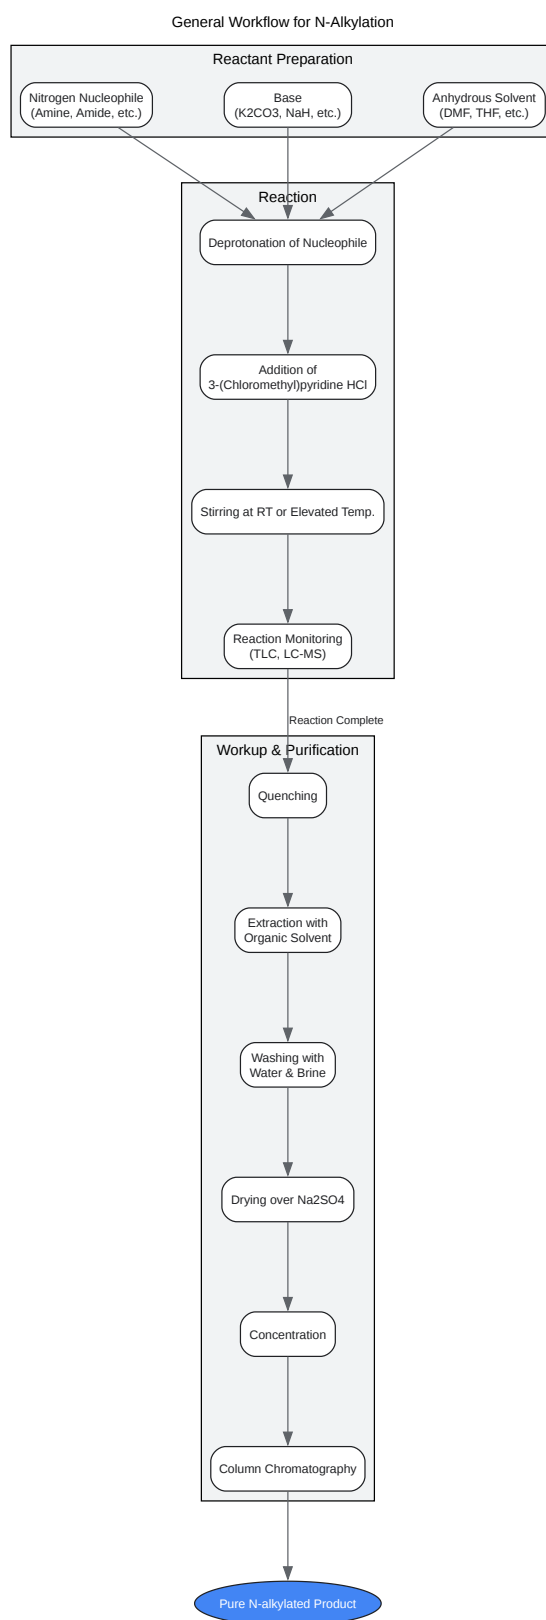 General Workflow for N-Alkylation
Reactant Preparation
Nitrogen Nucleophile
(Amine, Amide, etc.)
Base
(K2CO3, NaH, etc.)
Anhydrous Solvent
(DMF, THF, etc.)
Reaction
Deprotonation of Nucleophile
Addition of
3-(Chloromethyl)pyridine HCl
Stirring at RT or Elevated Temp.
Reaction Monitoring
(TLC, LC-MS)
Reaction Complete
Workup & Purification
Quenching
Extraction with
Organic Solvent
Washing with
Water & Brine
Drying over Na2SO4
Concentration
Column Chromatography
Pure N-alkylated Product